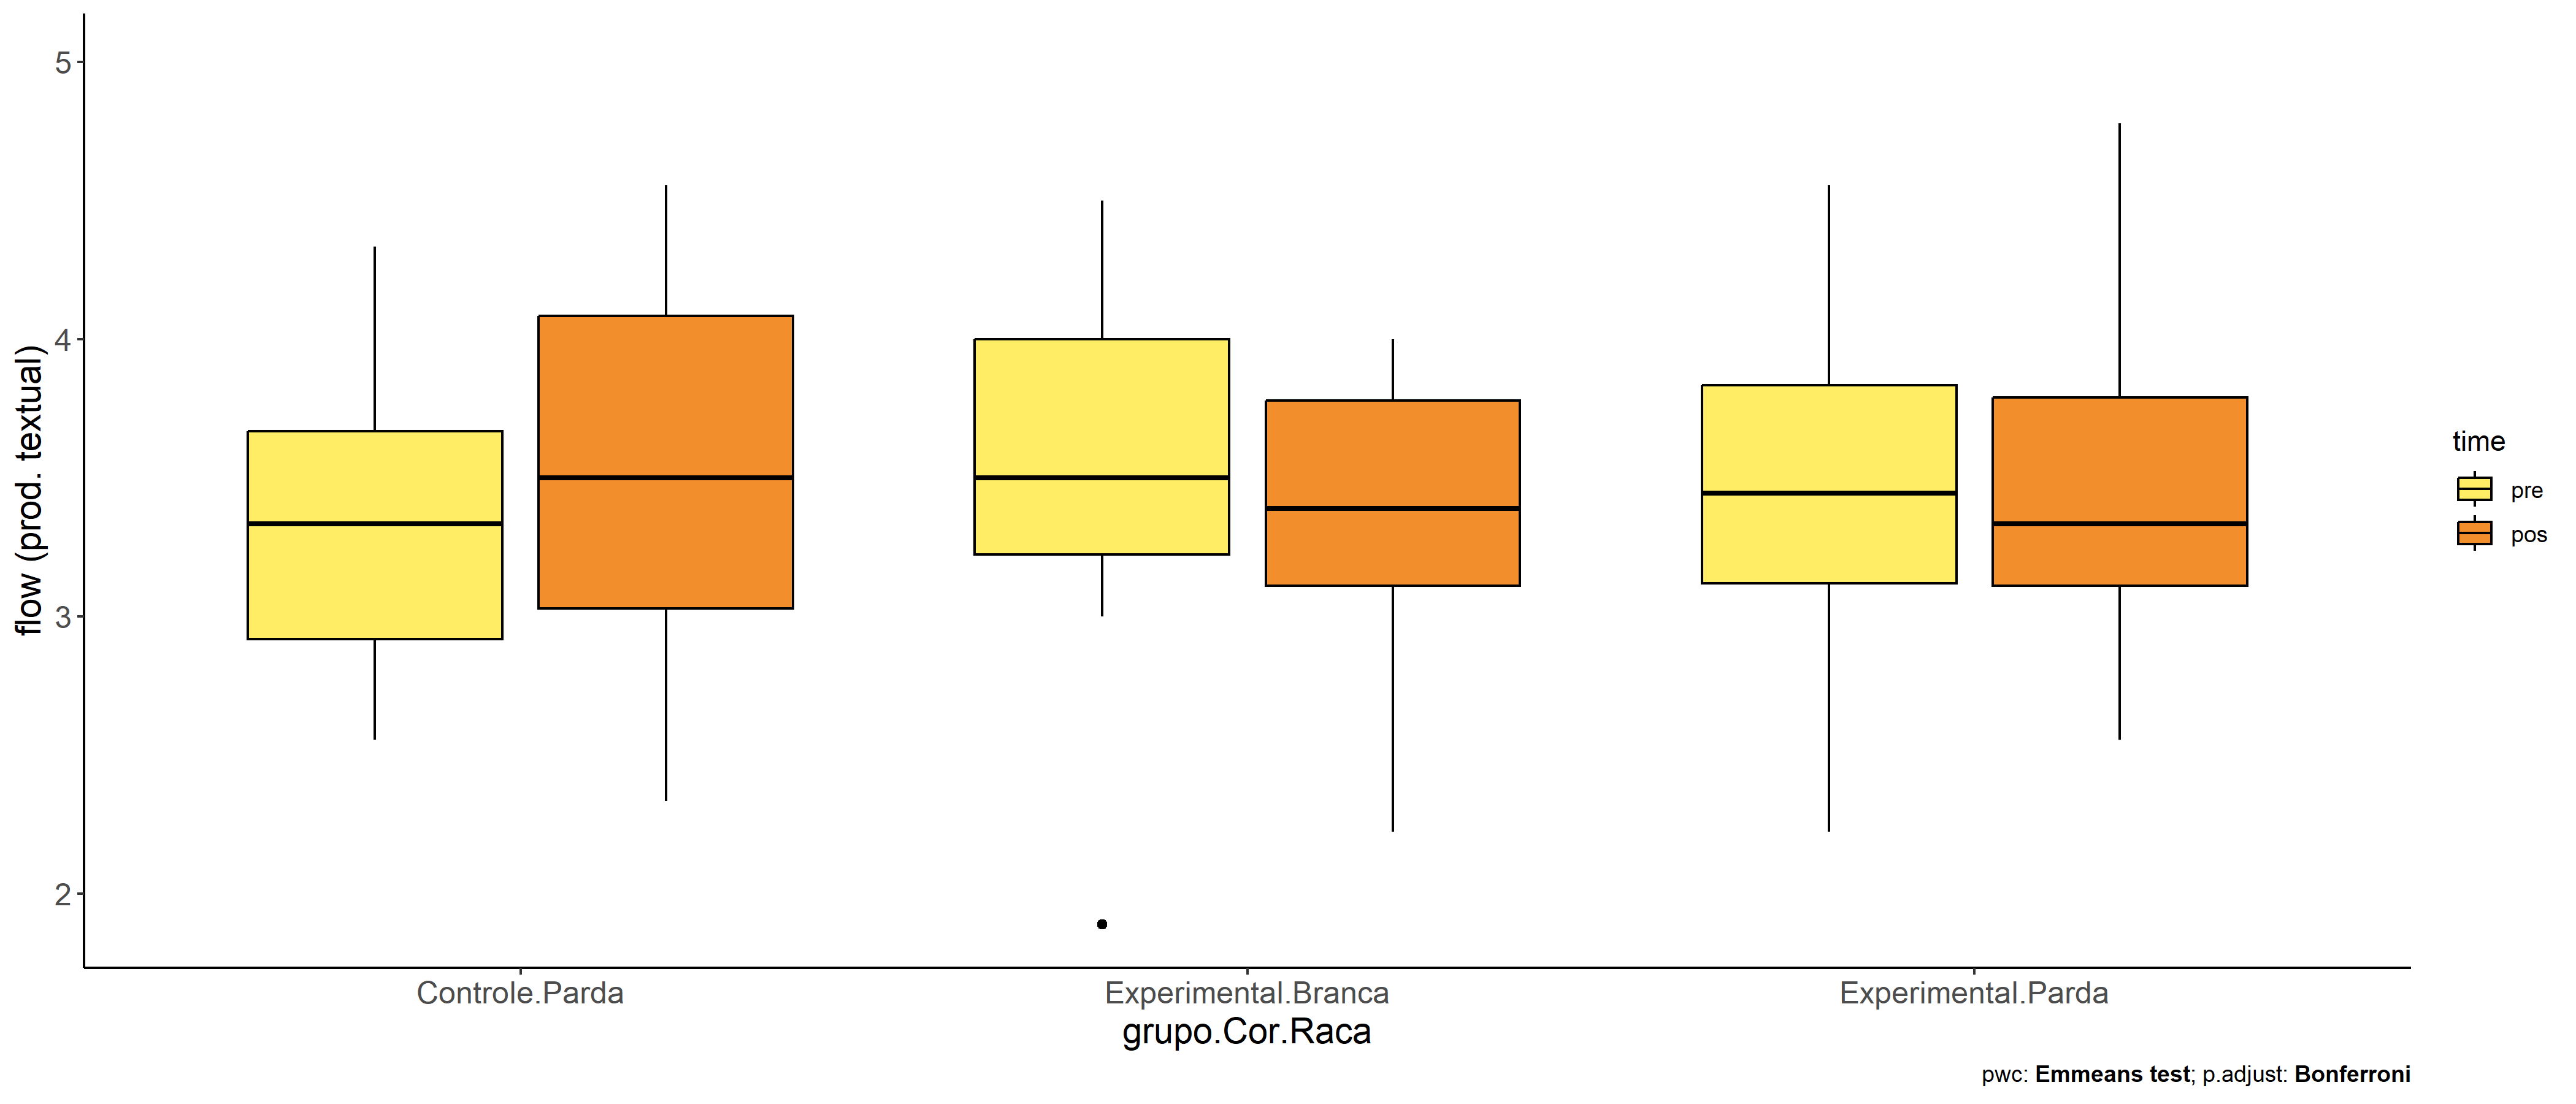 5
4
3
2
flow (prod. textual)
Controle.Parda
Experimental.Branca
Experimental.Parda
grupo.Cor.Raca
time
pre
pos
pwc: Emmeans test; p.adjust: Bonferroni